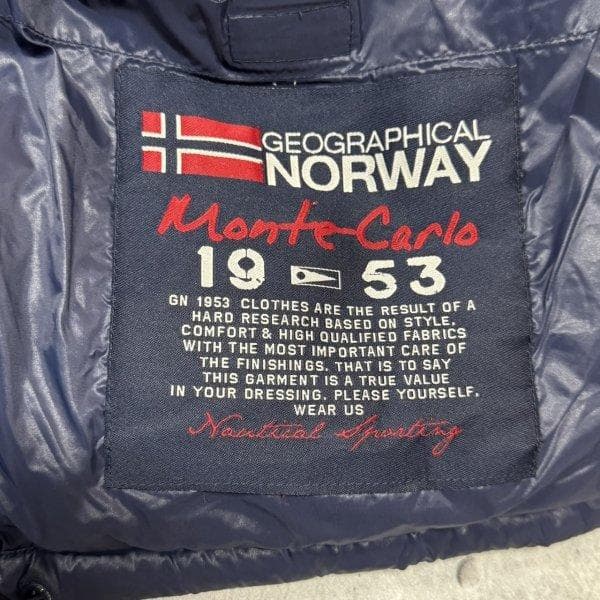 GEOGRAPHICAL
NORWAY
Monte-Carlo
19 53
GN 1953 CLOTHES ARE THE RESULT OF A
HARD RESEARCH BASED ON STYLE.
COMFORT & HIGH QUALIFIED FABRICS
WITH THE MOST IMPORTANT CARE OF
THE FINISHINGS. THAT IS TO SAY
THIS GARMENT IS A TRUE VALUE
IN YOUR DRESSING. PLEASE YOURSELF.
WEAR US
Nautical Sporting